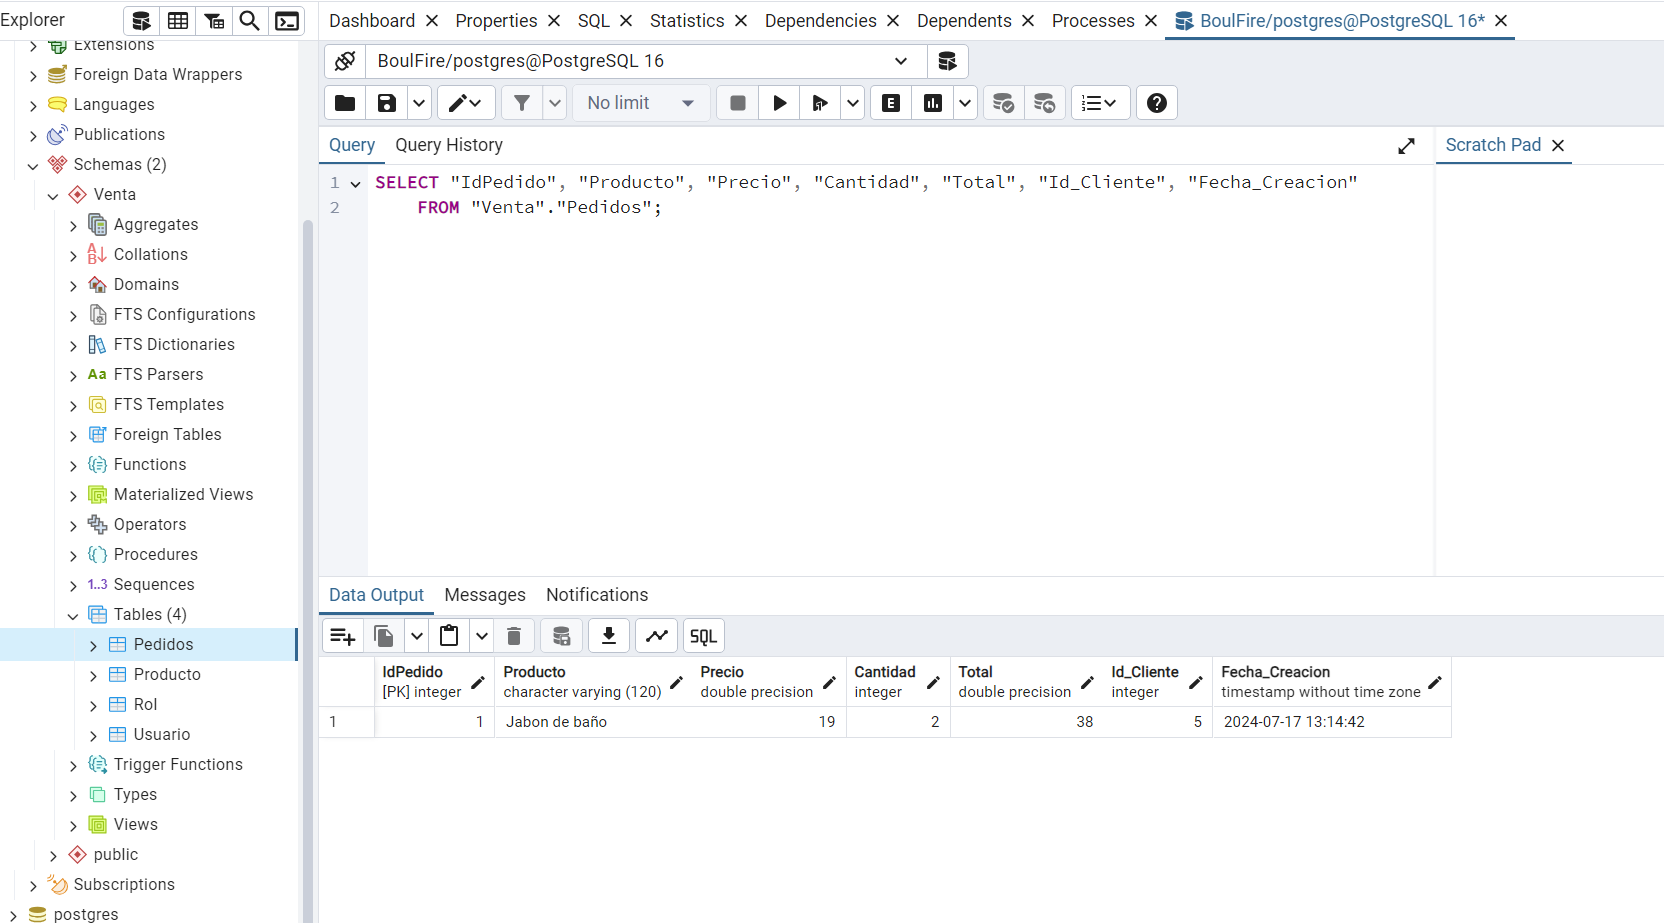 Explorer
Extensions
Foreign Data Wrappers
Languages
Publications
Schemas (2)
Venta
Aggregates
Collations
Domains
FTS Configurations
FTS Dictionaries
Aa FTS Parsers
FTS Templates
Foreign Tables
Functions
Materialized Views
Operators
Procedures
1..3 Sequences
Tables (4)
Pedidos
Producto
Rol
Usuario
Trigger Functions
Types
Views
public
Subscriptions
postgres
Dashboard Properties SQL Statistics Dependencies Dependents Processes BoulFire/postgres@PostgreSQL 16*
BoulFire/postgres@PostgreSQL 16
No limit E
Query Query History Scratch Pad
1 SELECT "IdPedido", "Producto", "Precio", "Cantidad", "Total", "Id_Cliente", "Fecha_Creacion"
2 FROM "Venta"."Pedidos";
Data Output Messages Notifications
SQL
IdPedido Producto Precio Cantidad Total Id_Cliente Fecha_Creacion
[PK] integer character varying (120) double precision integer double precision integer timestamp without time zone
1 1 Jabon de baño 19 2 38 5 2024-07-17 13:14:42